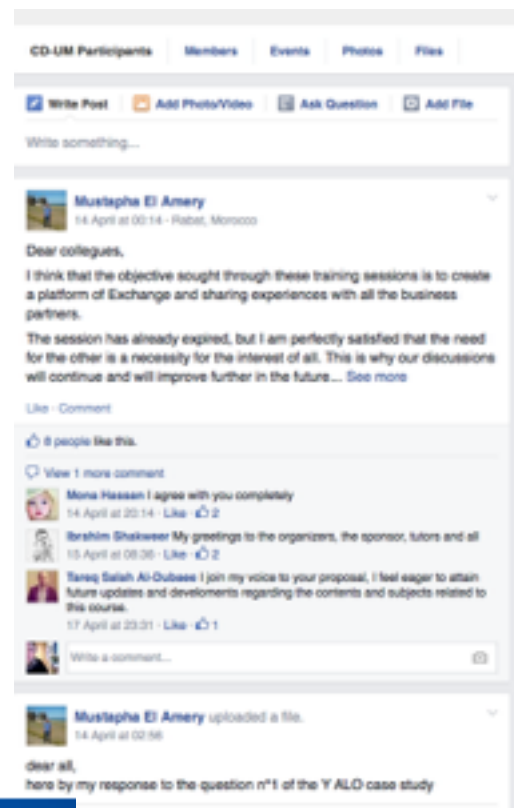 CD-UM Participants Members Events Photos Files
Write Post Add Photo/Video Ask Question Add File
Write something...
Mustapha El Amery
14 April at 00:14 · Rabat, Morocco
Dear collegues,
I think that the objective sought through these training sessions is to create
a platform of Exchange and sharing experiences with all the business
partners.
The session has already expired, but I am perfectly satisfied that the need
for the other is a necessity for the interest of all. This is why our discussions
will continue and will improve further in the future... See more
Like · Comment
8 people like this.
View 1 more comment
Mona Hassan I agree with you completely
14 April at 20:14 · Like · 2
Ibrahim Shakweer My greetings to the organizers, the sponsor, tutors and all
15 April at 08:36 · Like · 2
Tareq Salah Al-Dubaee I join my voice to your proposal, I feel eager to attain
future updates and develoments regarding the contents and subjects related to
this course.
17 April at 23:31 · Like · 1
Write a comment...
Mustapha El Amery uploaded a file.
14 April at 02:56
dear all,
here by my response to the question n°1 of the Y ALO case study